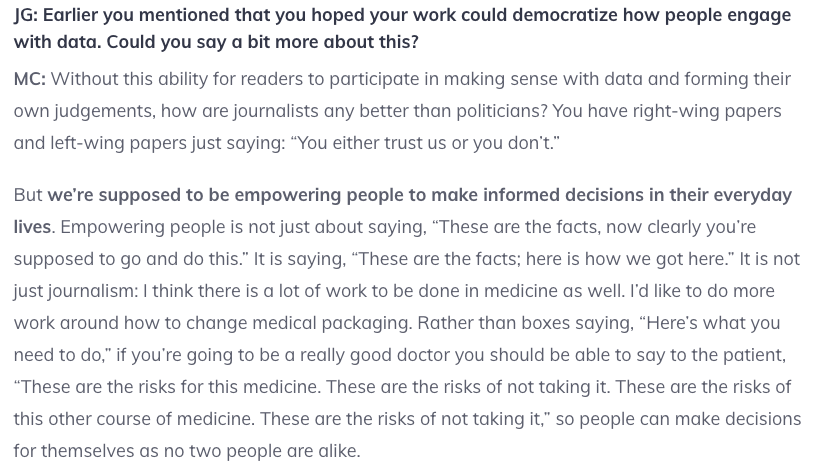 JG: Earlier you mentioned that you hoped your work could democratize how people engage
with data. Could you say a bit more about this?
MC: Without this ability for readers to participate in making sense with data and forming their
own judgements, how are journalists any better than politicians? You have right-wing papers
and left-wing papers just saying: “You either trust us or you don’t.”
But we’re supposed to be empowering people to make informed decisions in their everyday
lives. Empowering people is not just about saying, “These are the facts, now clearly you’re
supposed to go and do this.” It is saying, “These are the facts; here is how we got here.” It is not
just journalism: I think there is a lot of work to be done in medicine as well. I’d like to do more
work around how to change medical packaging. Rather than boxes saying, “Here’s what you
need to do,” if you’re going to be a really good doctor you should be able to say to the patient,
“These are the risks for this medicine. These are the risks of not taking it. These are the risks of
this other course of medicine. These are the risks of not taking it,” so people can make decisions
for themselves as no two people are alike.